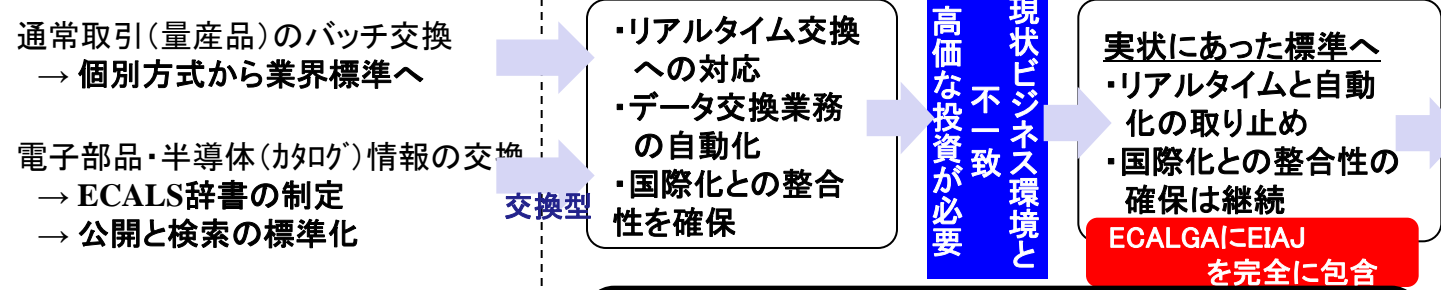 通常取引(量産品)のバッチ交換
→ 個別方式から業界標準へ
電子部品・半導体(ｶﾀﾛｸﾞ)情報の交換
→ ECALS辞書の制定
→ 公開と検索の標準化
交換型
・リアルタイム交換
への対応
・データ交換業務
の自動化
・国際化との整合
性を確保
現状ビジネス環境と
不一致
高価な投資が必要
実状にあった標準へ
・リアルタイムと自動
化の取り止め
・国際化との整合性の
確保は継続
ECALGAにEIAJ
を完全に包含